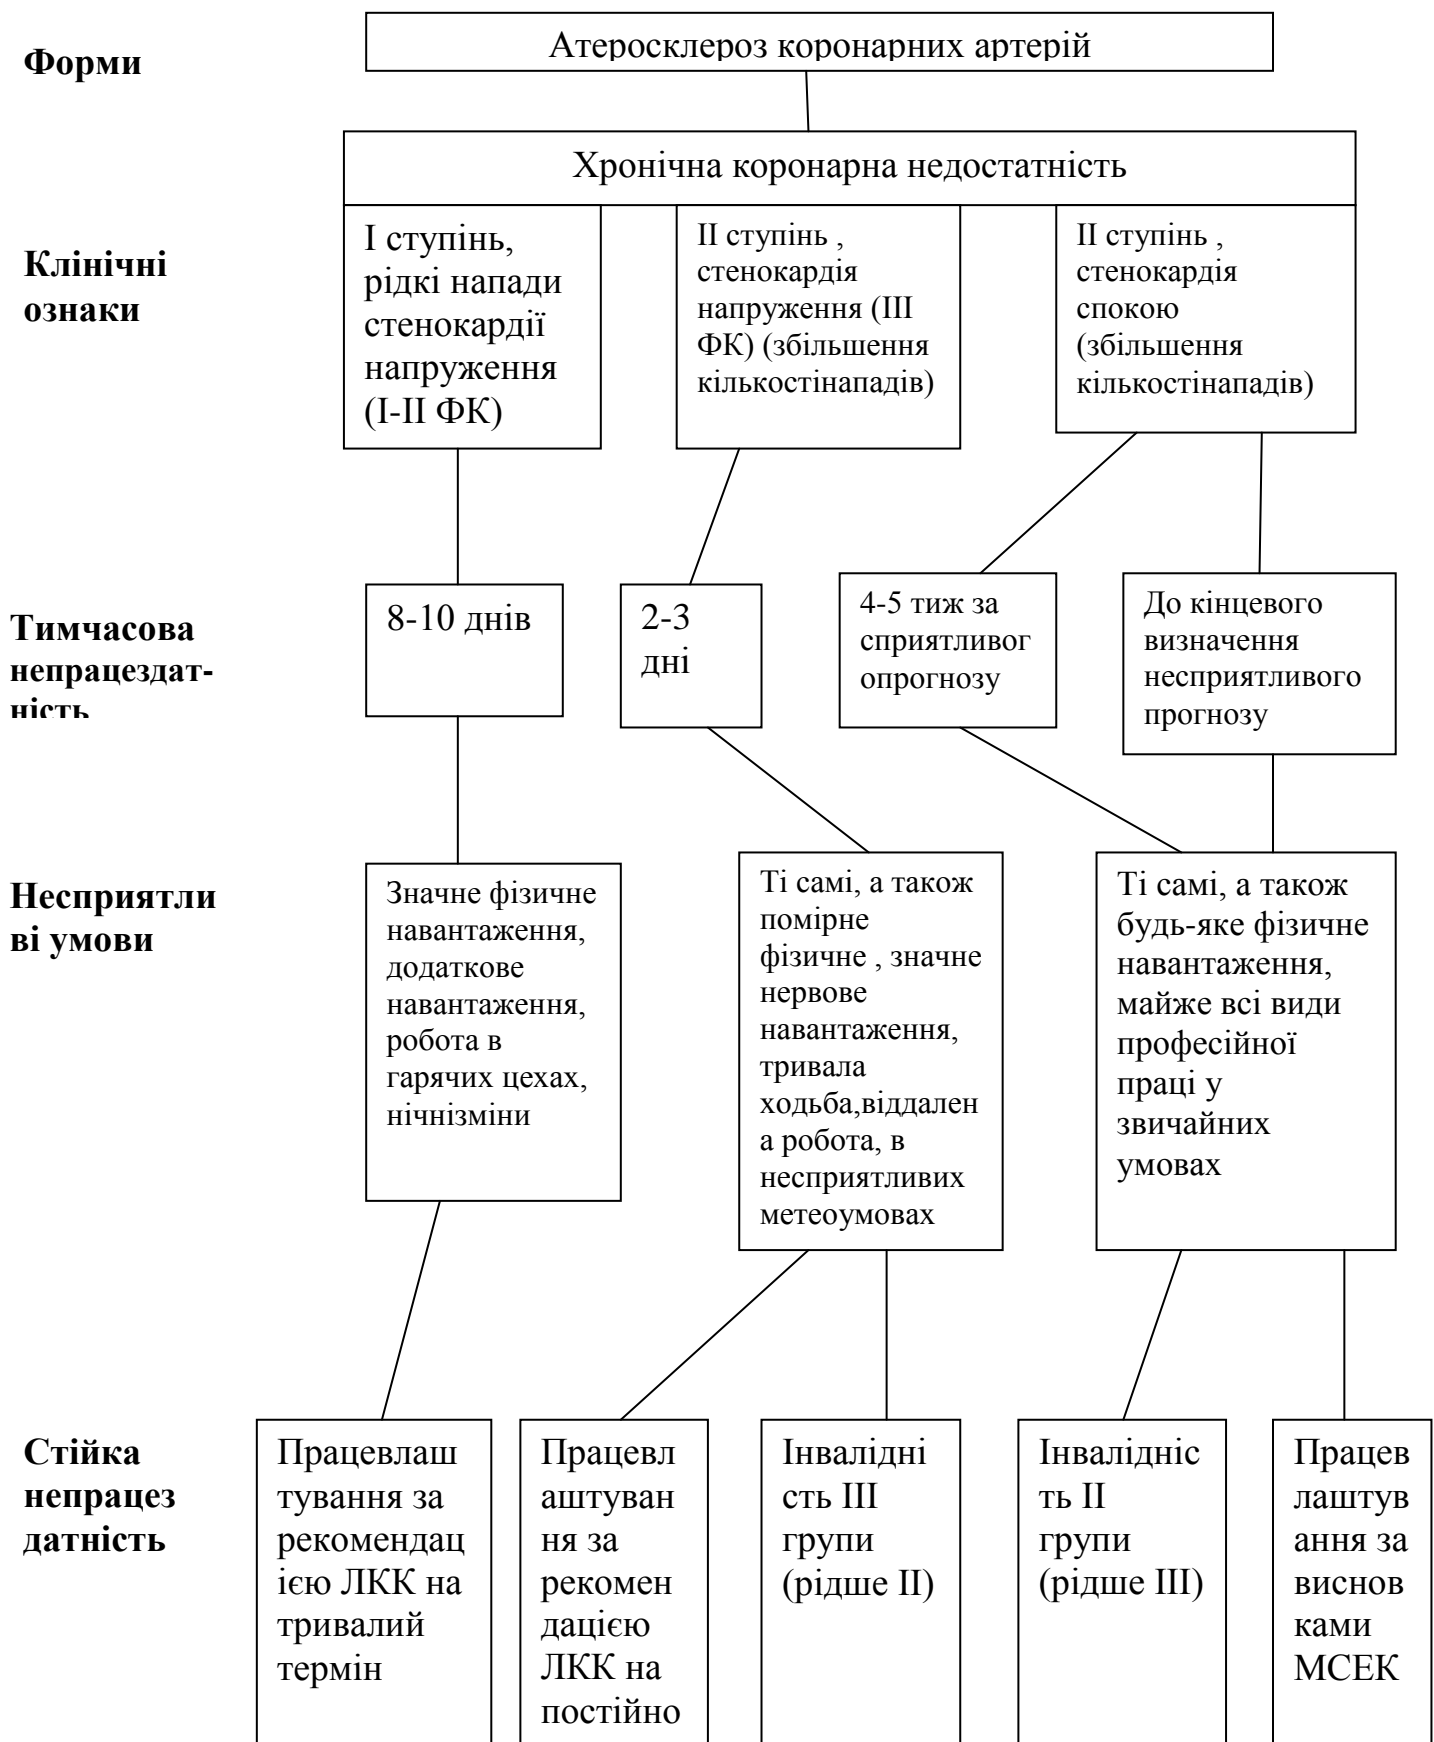 Форми
Атеросклероз коронарних артерій
Хронічна коронарна недостатність
Клінічні
ознаки
І ступінь,
рідкі напади
стенокардії
напруження
(І-ІІ ФК)
ІІ ступінь ,
стенокардія
напруження (ІІІ
ФК) (збільшення
кількостінападів)
ІІ ступінь ,
стенокардія
спокою
(збільшення
кількостінападів)
Тимчасова
непрацездат-
ність
8-10 днів
2-3
дні
4-5 тиж за
сприятливог
опрогнозу
До кінцевого
визначення
несприятливого
прогнозу
Несприятли
ві умови
Значне фізичне
навантаження,
додаткове
навантаження,
робота в
гарячих цехах,
нічнізміни
Ті самі, а також
помірне
фізичне , значне
нервове
навантаження,
тривала
ходьба,віддален
а робота, в
несприятливих
метеоумовах
Ті самі, а також
будь-яке фізичне
навантаження,
майже всі види
професійної
праці у
звичайних
умовах
Стійка
непрацез
датність
Працевлаш
тування за
рекомендац
ією ЛКК на
тривалий
термін
Працевл
аштуван
ня за
рекомен
дацією
ЛКК на
постійно
Інвалідні
сть ІІІ
групи
(рідше ІІ)
Інвалідніс
ть ІІ
групи
(рідше ІІІ)
Працев
лаштув
ання за
виснов
ками
МСЕК